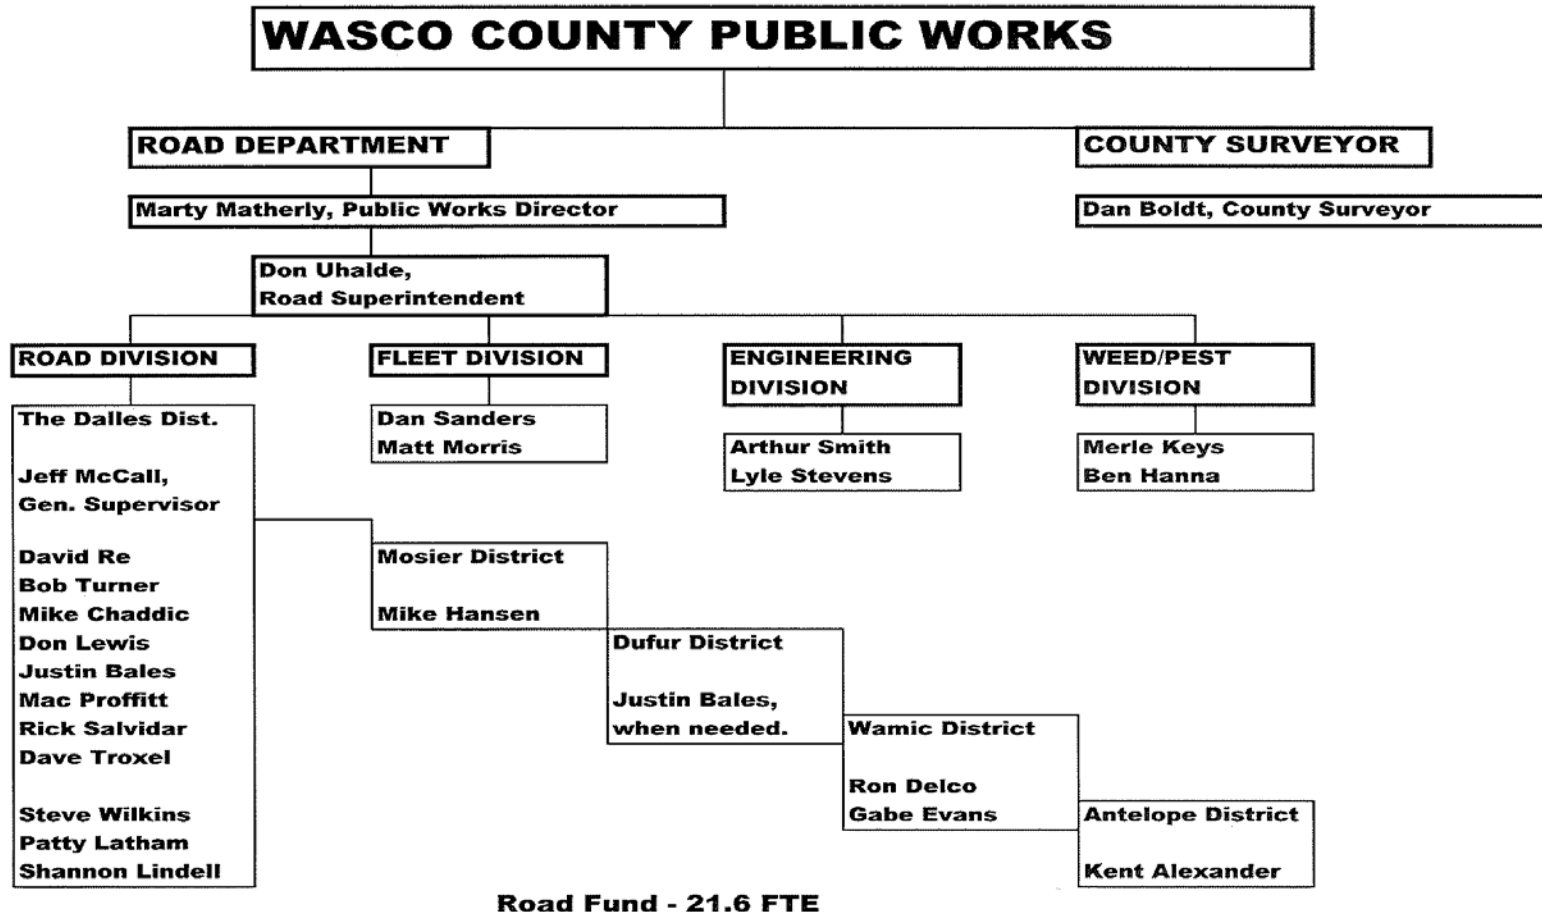 WASCO COUNTY PUBLIC WORKS
ROAD DEPARTMENT
COUNTY SURVEYOR
Marty Matherly, Public Works Director
Dan Boldt, County Surveyor
Don Uhalde,
Road Superintendent
ROAD DIVISION
FLEET DIVISION
ENGINEERING
DIVISION
WEED/PEST
DIVISION
The Dalles Dist.
Jeff McCall,
Gen. Supervisor
David Re
Bob Turner
Mike Chaddic
Don Lewis
Justin Bales
Mac Proffitt
Rick Salvidar
Dave Troxel
Steve Wilkins
Patty Latham
Shannon Lindell
Dan Sanders
Matt Morris
Arthur Smith
Lyle Stevens
Merle Keys
Ben Hanna
Mosier District
Mike Hansen
Dufur District
Justin Bales,
when needed.
Wamic District
Ron Delco
Gabe Evans
Antelope District
Kent Alexander
Road Fund - 21.6 FTE